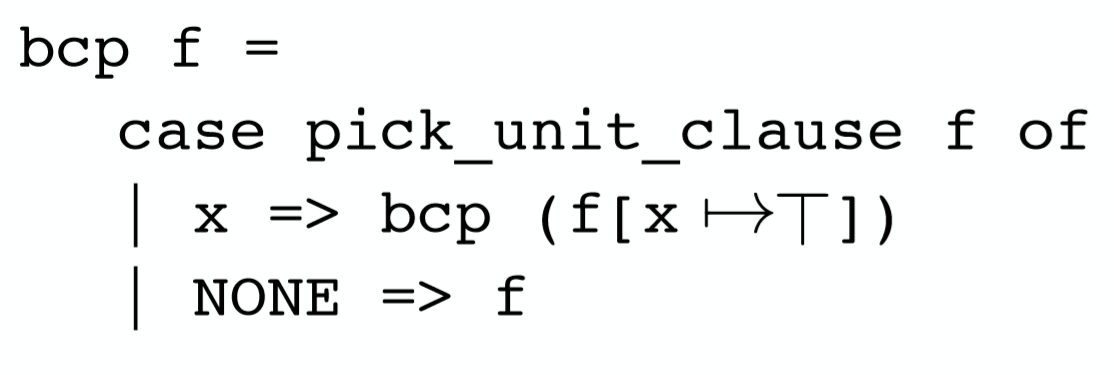 bcp f =
case pick_unit_clause f of
| x => bcp (f[x ↦⊤])
| NONE => f